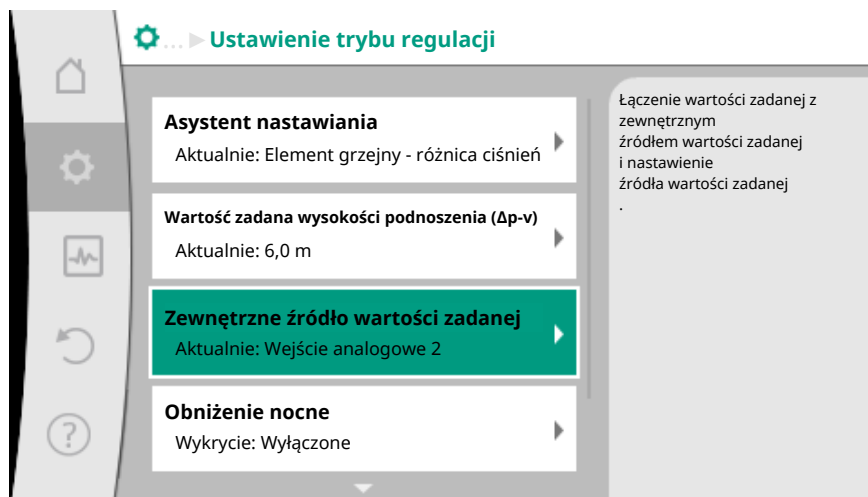 ... Ustawienie trybu regulacji
Asystent nastawiania
Aktualnie: Element grzejny - różnica ciśnień
Wartość zadana wysokości podnoszenia (Δp-v)
Aktualnie: 6,0 m
Zewnętrzne źródło wartości zadanej
Aktualnie: Wejście analogowe 2
Obniżenie nocne
Wykrycie: Wyłączone
Łączenie wartości zadanej z
zewnętrznym
źródłem wartości zadanej
i nastawienie
źródła wartości zadanej
.
?